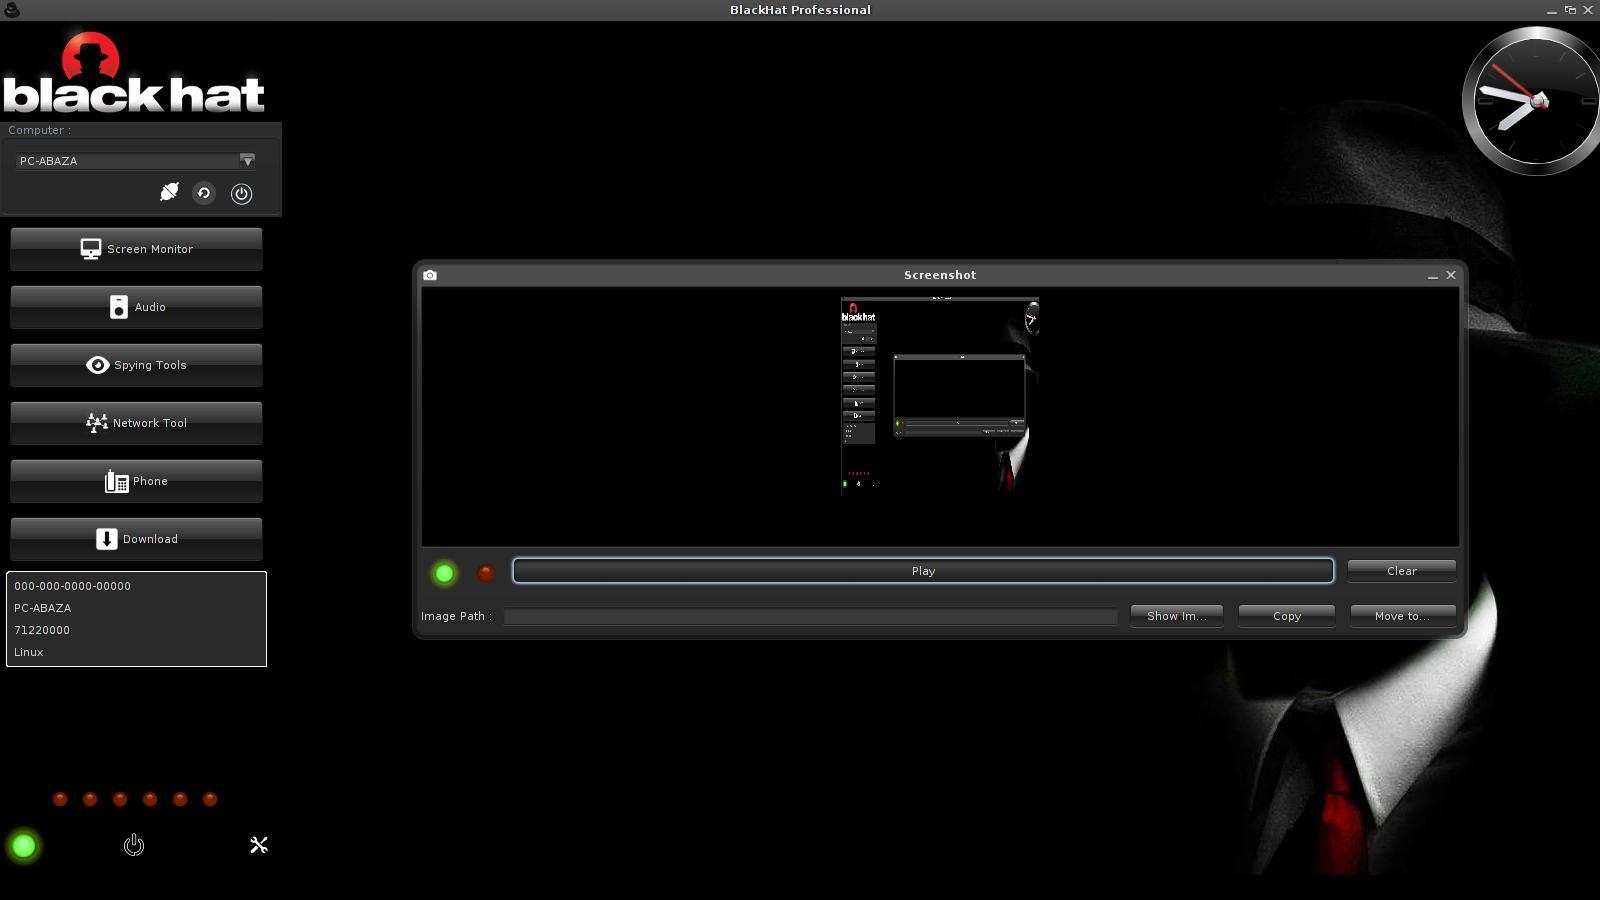 BlackHat Professional
black hat
Computer :
PC-ABAZA
Screen Monitor
Audio
Spying Tools
Network Tool
Phone
Download
000-000-0000-00000
PC-ABAZA
71220000
Linux
Screenshot
blackhat
Play
Clear
Image Path :
Show Im...
Copy
Move to...